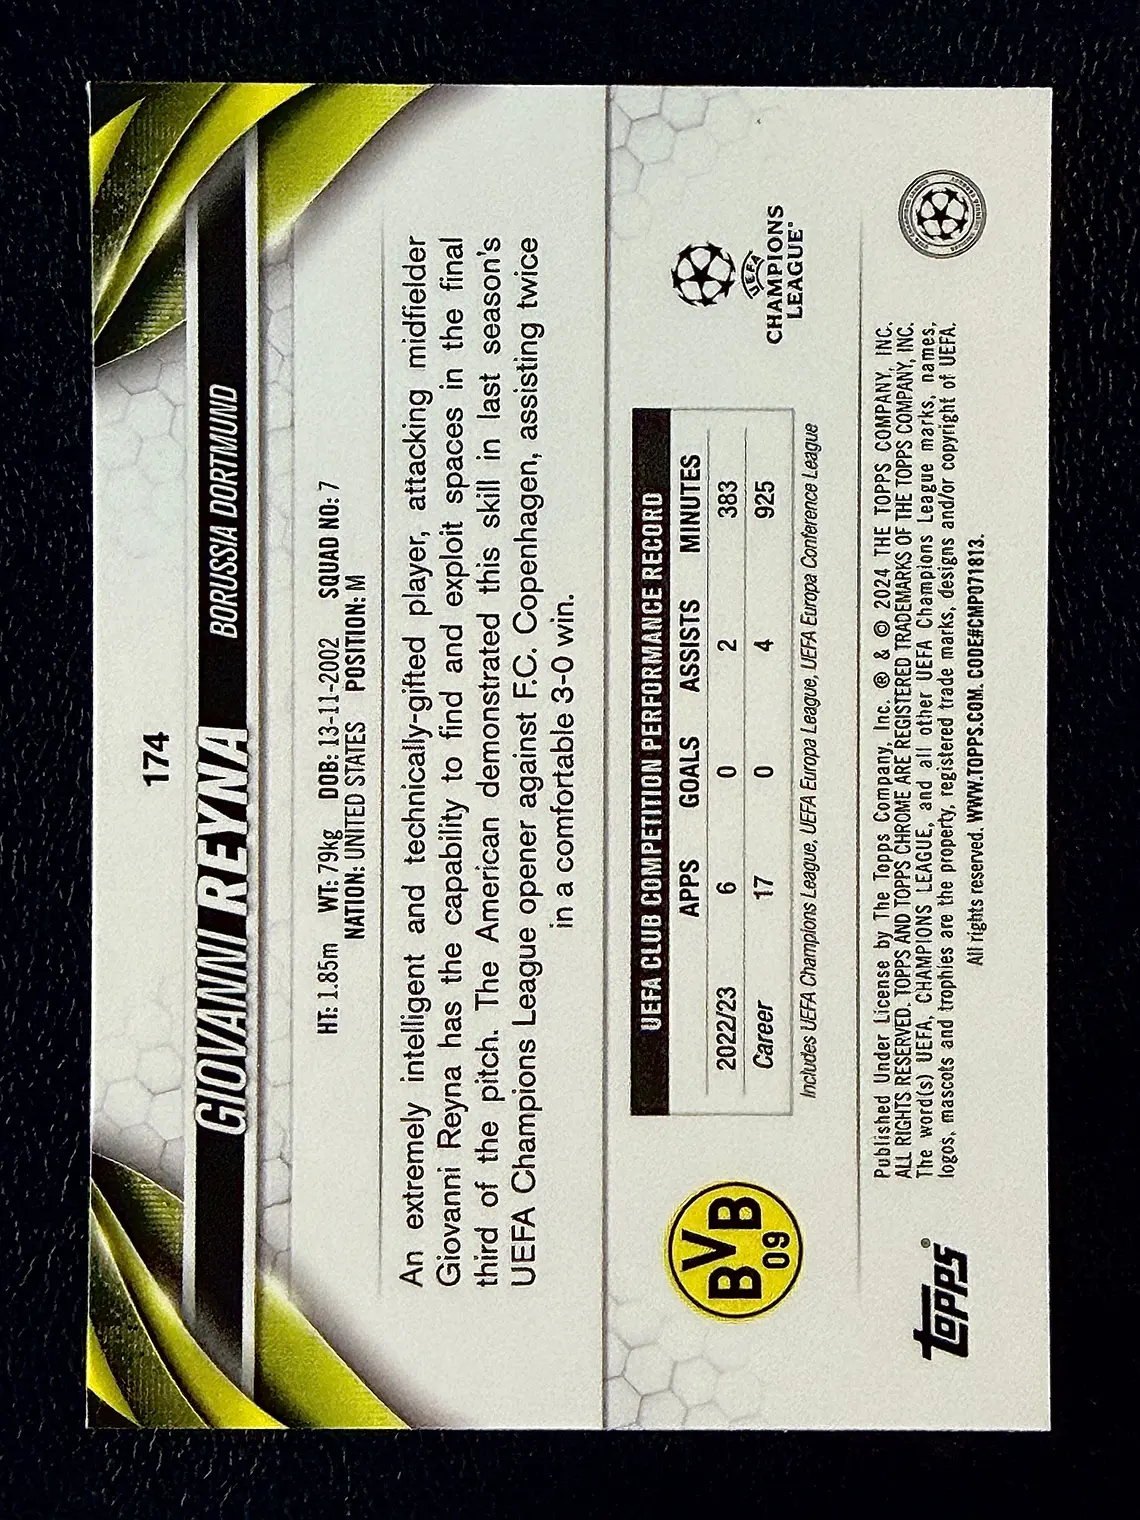 174
GIOVANNI REYNA BORUSSIA DORTMUND
HT: 1.85m WT: 79kg DOB: 13-11-2002 SQUAD NO: 7
NATION: UNITED STATES POSITION: M
An extremely intelligent and technically-gifted player, attacking midfielder
Giovanni Reyna has the capability to find and exploit spaces in the final
third of the pitch. The American demonstrated this skill in last season's
UEFA Champions League opener against F.C. Copenhagen, assisting twice
in a comfortable 3-0 win.
BVB
09
UEFA CLUB COMPETITION PERFORMANCE RECORD
APPS GOALS ASSISTS MINUTES
2022/23 6 0 2 383
Career 17 0 4 925
Includes UEFA Champions League, UEFA Europa League, UEFA Europa Conference League
UEFA
CHAMPIONS
LEAGUE®
topps®
Published Under License by The Topps Company, Inc. ® & © 2024 THE TOPPS COMPANY, INC.
ALL RIGHTS RESERVED. TOPPS AND TOPPS CHROME ARE REGISTERED TRADEMARKS OF THE TOPPS COMPANY, INC.
The word(s) UEFA, CHAMPIONS LEAGUE, and all other UEFA Champions League marks, names,
logos, mascots and trophies are the property, registered trade marks, designs and/or copyright of UEFA.
All rights reserved. WWW.TOPPS.COM. CODE#CMP071813.